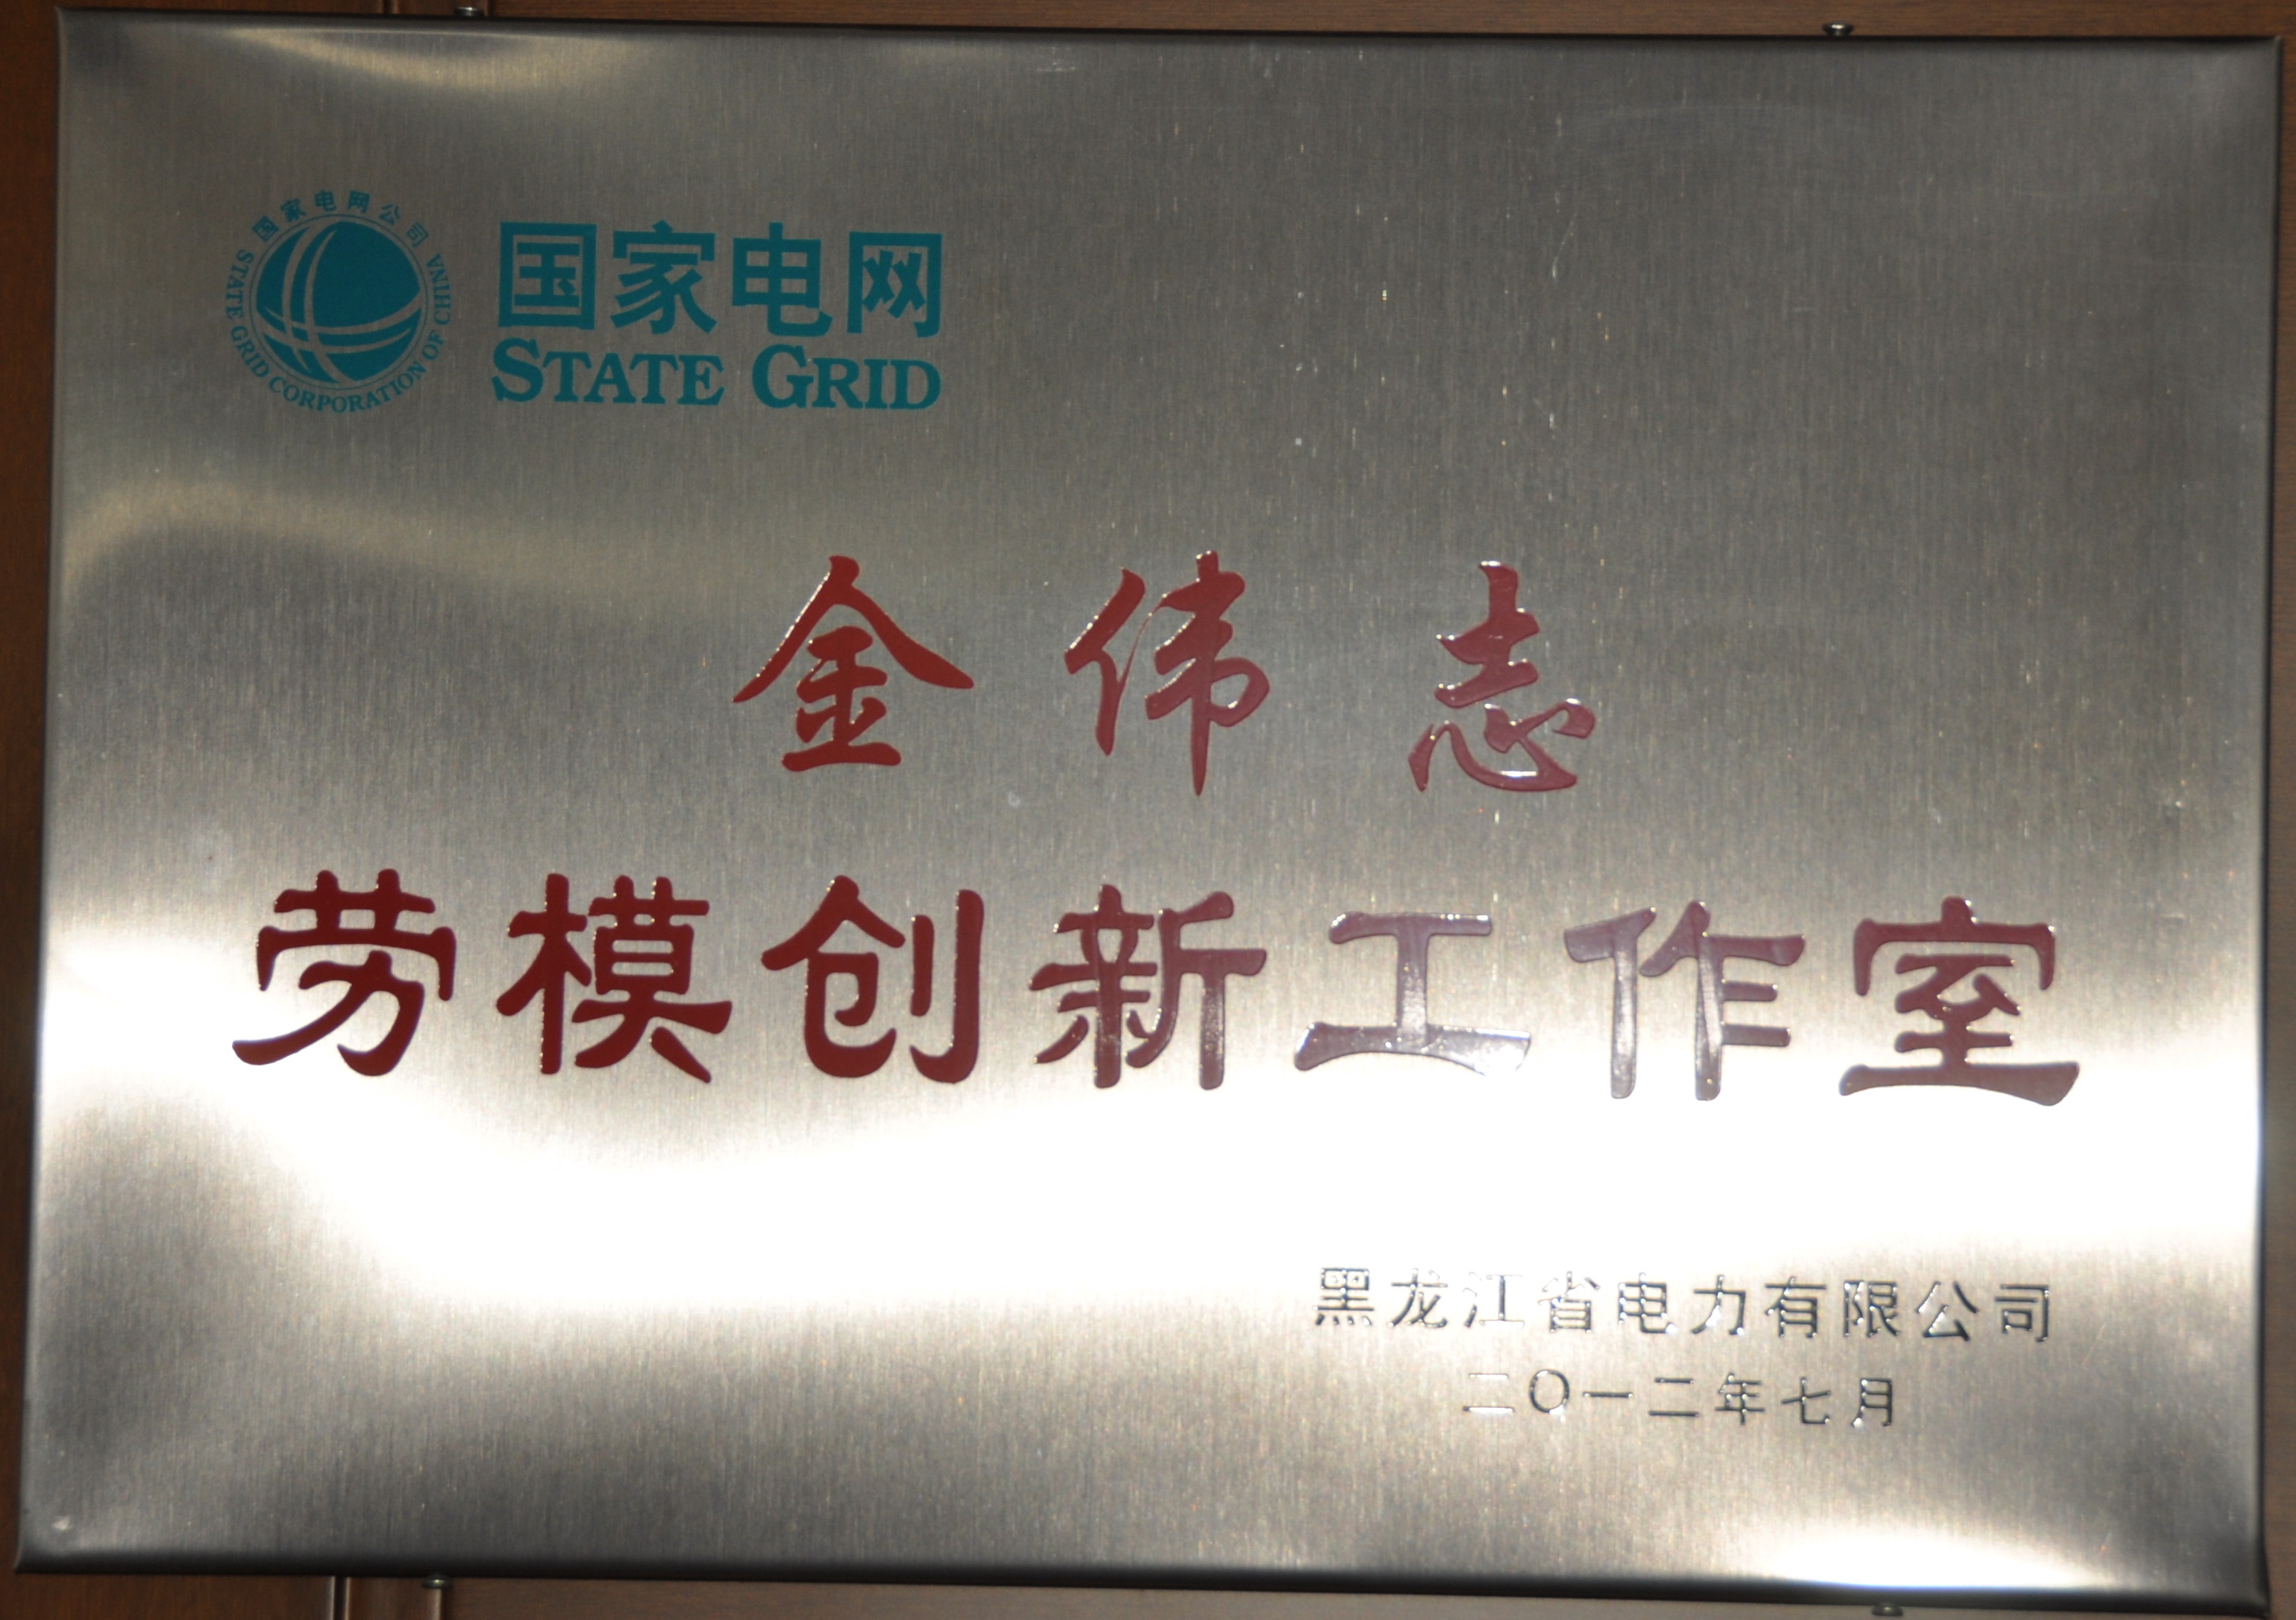 国家电网公司
STATE GRID CORPORATION OF CHINA
国家电网
STATE GRID
金伟志
劳模创新工作室
黑龙江省电力有限公司
二〇一二年七月